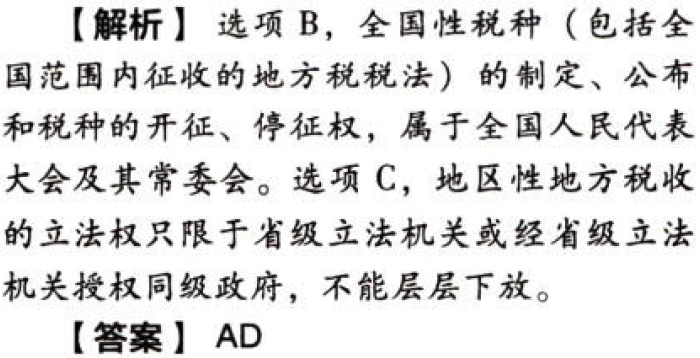 【解析】 选项 B，全国性税种（包括全
国范围内征收的地方税税法）的制定、公布
和税种的开征、停征权，属于全国人民代表
大会及其常委会。选项 C，地区性地方税收
的立法权只限于省级立法机关或经省级立法
机关授权同级政府，不能层层下放。
【答案】 AD